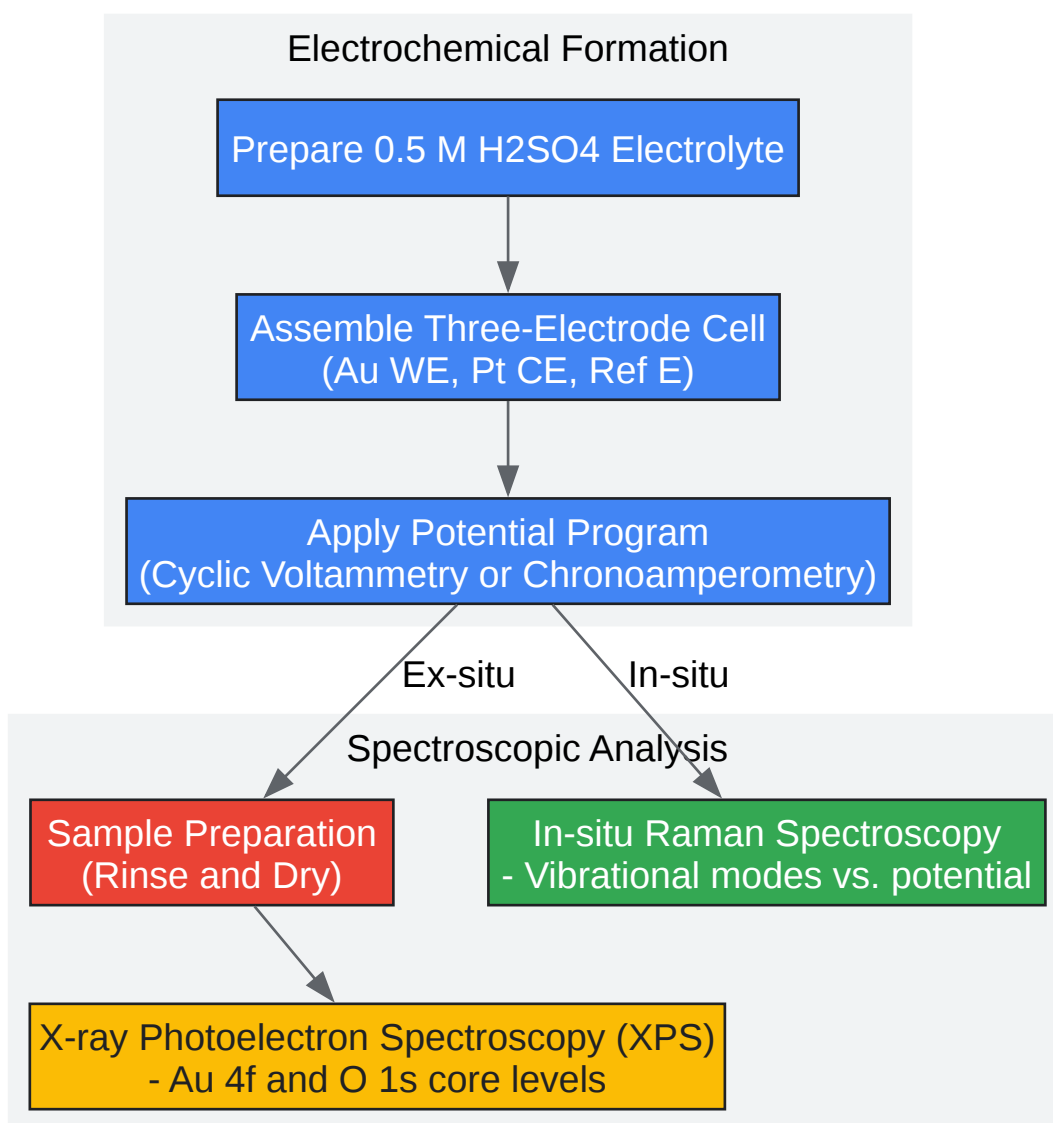 Electrochemical Formation
Prepare 0.5 M H2SO4 Electrolyte
Assemble Three-Electrode Cell
(Au WE, Pt CE, Ref E)
Apply Potential Program
(Cyclic Voltammetry or Chronoamperometry)
Ex-situ
In-situ
Spectroscopic Analysis
Sample Preparation
(Rinse and Dry)
In-situ Raman Spectroscopy
- Vibrational modes vs. potential
X-ray Photoelectron Spectroscopy (XPS)
- Au 4f and O 1s core levels